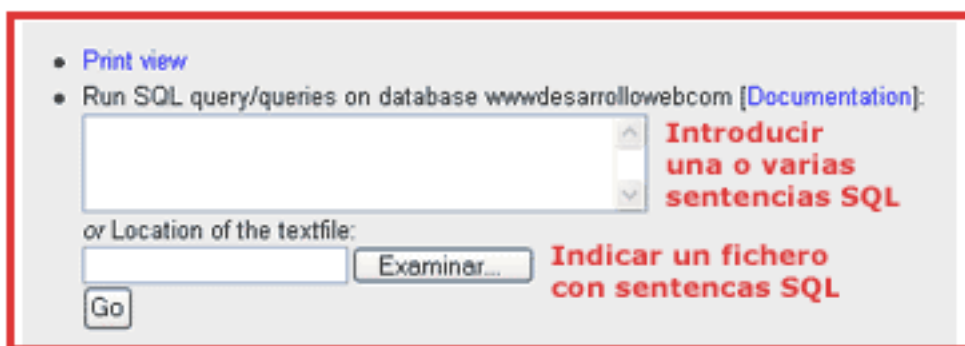 Print view
Run SQL query/queries on database wwwdesarrollowebcom [Documentation]:
Introducir
una o varias
sentencias SQL
or Location of the textfile:
Examinar...
Indicar un fichero
con sentencas SQL
Go